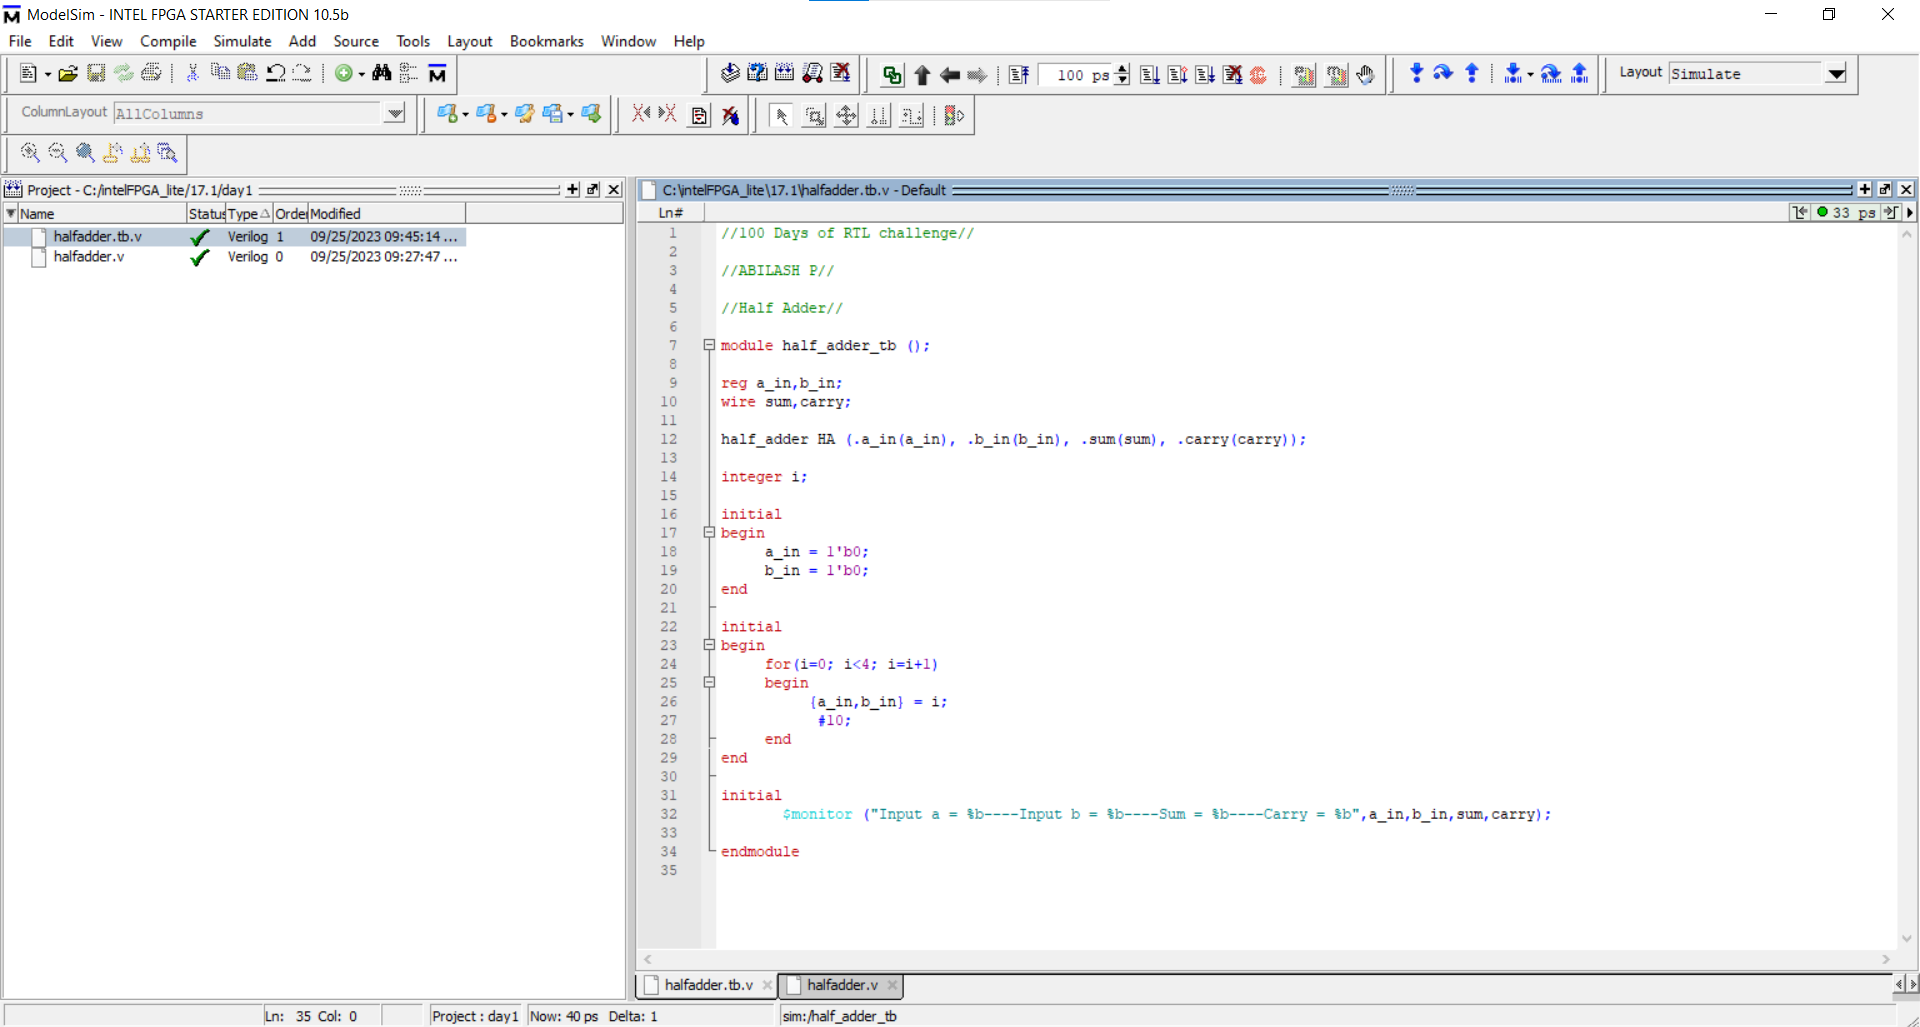 ModelSim - INTEL FPGA STARTER EDITION 10.5b
File Edit View Compile Simulate Add Source Tools Layout Bookmarks Window Help
100 ps
Layout Simulate
ColumnLayout AllColumns
Project - C:/intelFPGA_lite/17.1/day1
Name Status Type Order Modified
halfadder.tb.v Verilog 1 09/25/2023 09:45:14 ...
halfadder.v Verilog 0 09/25/2023 09:27:47 ...
C:\intelFPGA_lite\17.1\halfadder.tb.v - Default
Ln#
33 ps
1 //100 Days of RTL challenge//
2
3 //ABILASH P//
4
5 //Half Adder//
6
7 module half_adder_tb ();
8
9 reg a_in,b_in;
10 wire sum,carry;
11
12 half_adder HA (.a_in(a_in), .b_in(b_in), .sum(sum), .carry(carry));
13
14 integer i;
15
16 initial
17 begin
18 a_in = 1'b0;
19 b_in = 1'b0;
20 end
21
22 initial
23 begin
24 for(i=0; i<4; i=i+1)
25 begin
26 {a_in,b_in} = i;
27 #10;
28 end
29 end
30
31 initial
32 $monitor ("Input a = %b----Input b = %b----Sum = %b----Carry = %b",a_in,b_in,sum,carry);
33
34 endmodule
35
halfadder.tb.v halfadder.v
Ln: 35 Col: 0 Project : day1 Now: 40 ps Delta: 1 sim:/half_adder_tb